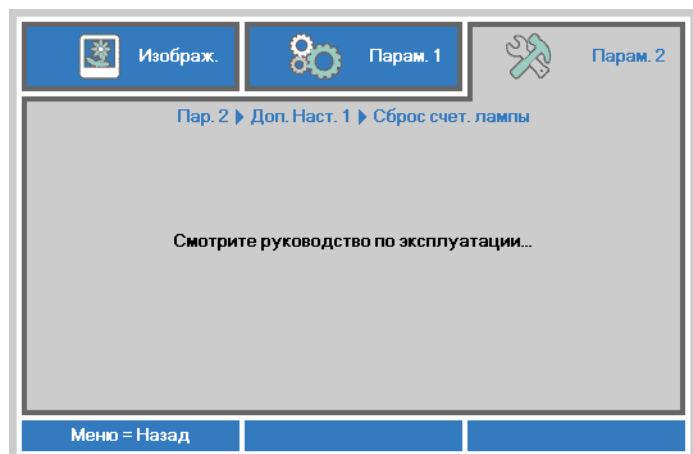 Изображ.
Парам. 1
Парам. 2
Пар. 2 Доп. Наст. 1 Сброс счет. лампы
Смотрите руководство по эксплуатации...
Меню = Назад